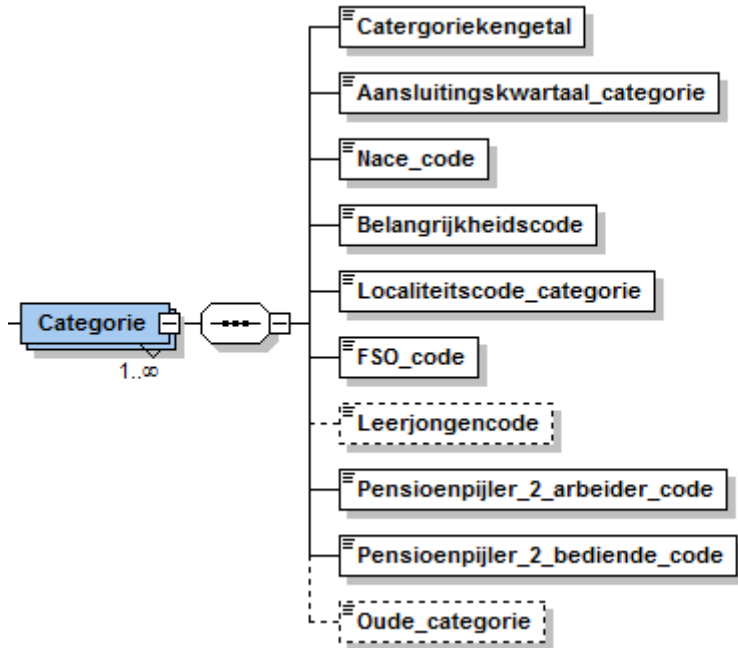 Catergoriekengetal
Aansluitingskwartaal_categorie
Nace_code
Belangrijkheidscode
Localiteitscode_categorie
Categorie
1..∞
FSO_code
Leerjongencode
Pensioenpijler_2_arbeider_code
Pensioenpijler_2_bediende_code
Oude_categorie